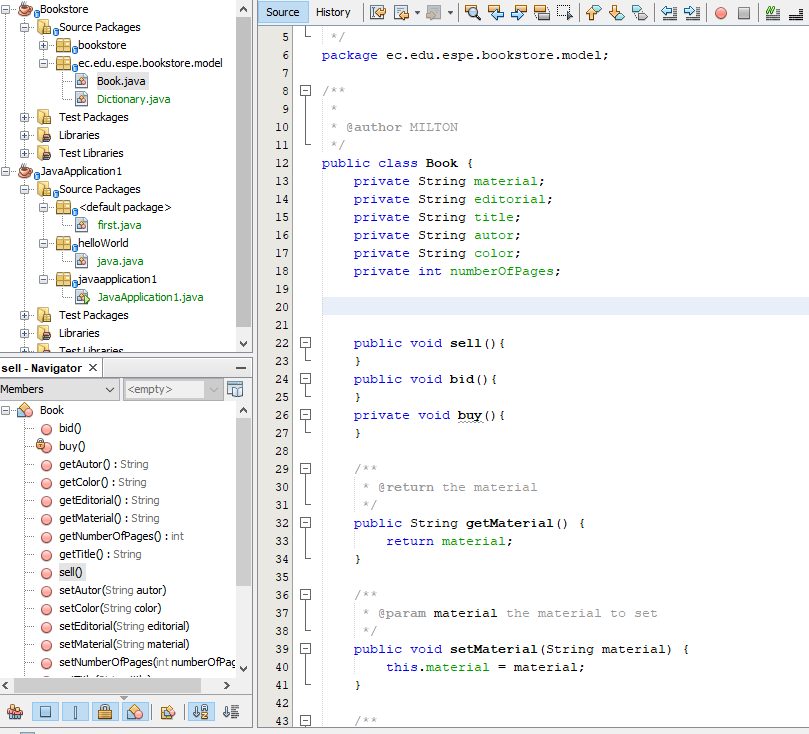 Bookstore
Source Packages
bookstore
ec.edu.espe.bookstore.model
Book.java
Dictionary.java
Test Packages
Libraries
Test Libraries
JavaApplication1
Source Packages
<default package>
first.java
helloWorld
java.java
javaapplication1
JavaApplication1.java
Test Packages
Libraries
Test Libraries
sell - Navigator
Members
<empty>
Book
bid()
buy()
getAutor() : String
getColor() : String
getEditorial() : String
getMaterial() : String
getNumberOfPages() : int
getTitle() : String
sell()
setAutor(String autor)
setColor(String color)
setEditorial(String editorial)
setMaterial(String material)
setNumberOfPages(int numberOfPag
Source History
5 */
6 package ec.edu.espe.bookstore.model;
7
8 /**
9 *
10 * @author MILTON
11 */
12 public class Book {
13 private String material;
14 private String editorial;
15 private String title;
16 private String autor;
17 private String color;
18 private int numberOfPages;
19
20
21
22 public void sell(){
23 }
24 public void bid(){
25 }
26 private void buy(){
27 }
28
29 /**
30 * @return the material
31 */
32 public String getMaterial() {
33 return material;
34 }
35
36 /**
37 * @param material the material to set
38 */
39 public void setMaterial(String material) {
40 this.material = material;
41 }
42
43 /**